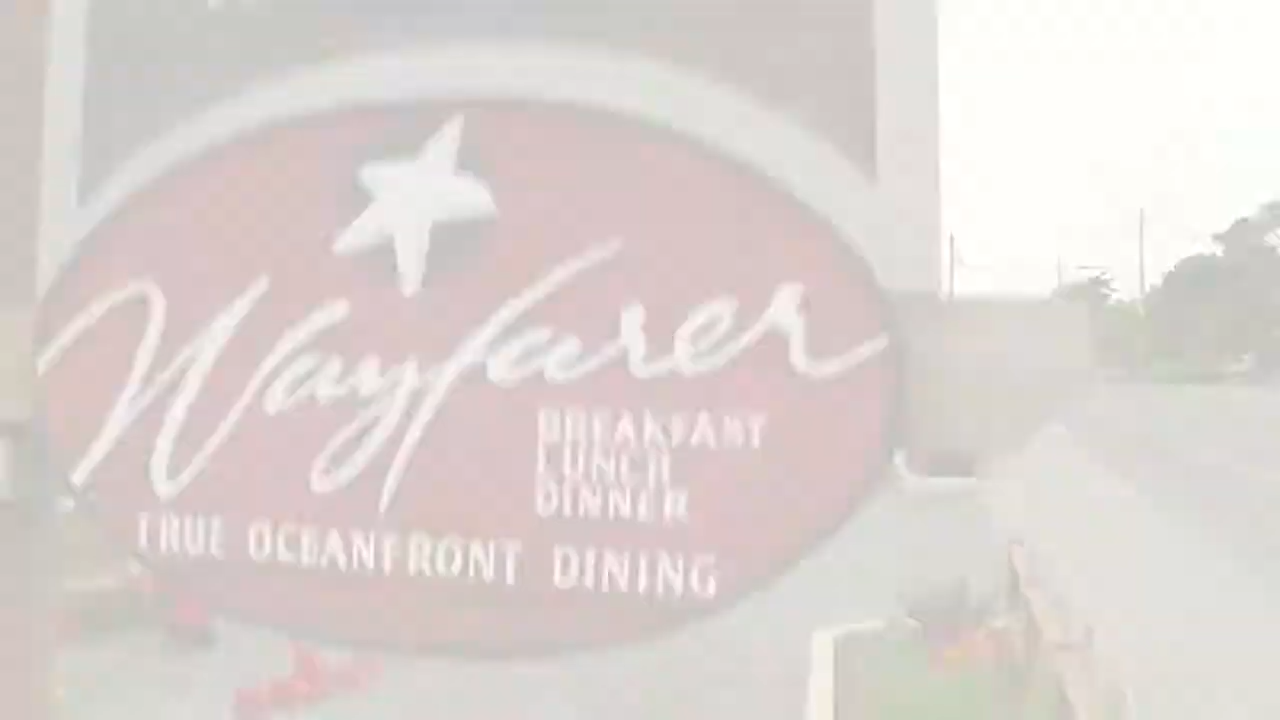 Wayfarer
BREAKFAST
LUNCH
DINNER
TRUE OCEANFRONT DINING